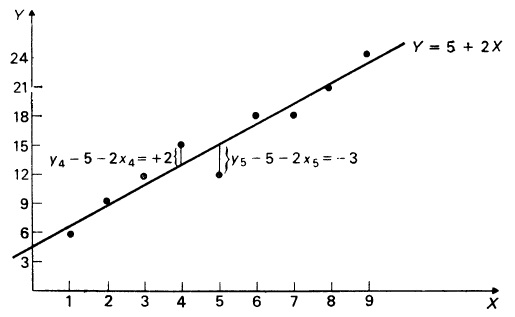 Y
Y = 5 + 2X
24
21
18
15
y₄ − 5 − 2x₄ = +2
y₅ − 5 − 2x₅ = −3
12
9
6
3
1 2 3 4 5 6 7 8 9
X